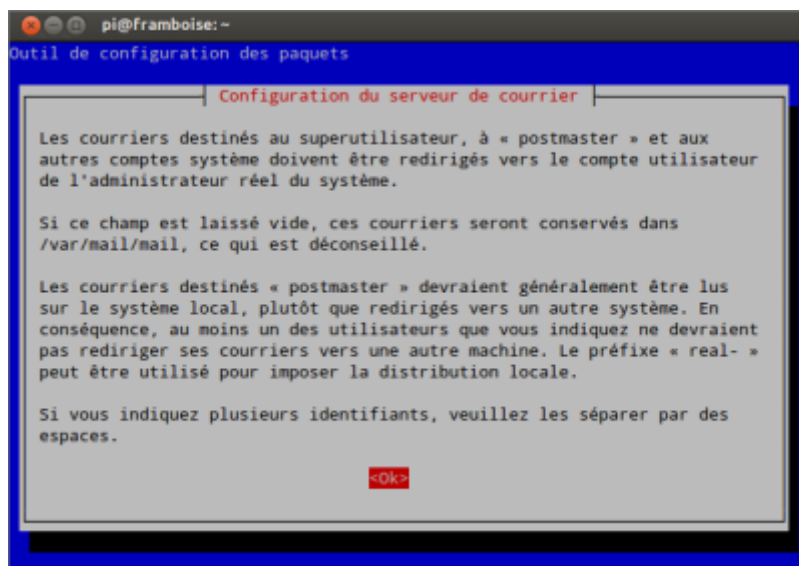 pi@framboise: ~
Outil de configuration des paquets
Configuration du serveur de courrier
Les courriers destinés au superutilisateur, à « postmaster » et aux
autres comptes système doivent être redirigés vers le compte utilisateur
de l'administrateur réel du système.
Si ce champ est laissé vide, ces courriers seront conservés dans
/var/mail/mail, ce qui est déconseillé.
Les courriers destinés « postmaster » devraient généralement être lus
sur le système local, plutôt que redirigés vers un autre système. En
conséquence, au moins un des utilisateurs que vous indiquez ne devraient
pas rediriger ses courriers vers une autre machine. Le préfixe « real- »
peut être utilisé pour imposer la distribution locale.
Si vous indiquez plusieurs identifiants, veuillez les séparer par des
espaces.
<Ok>